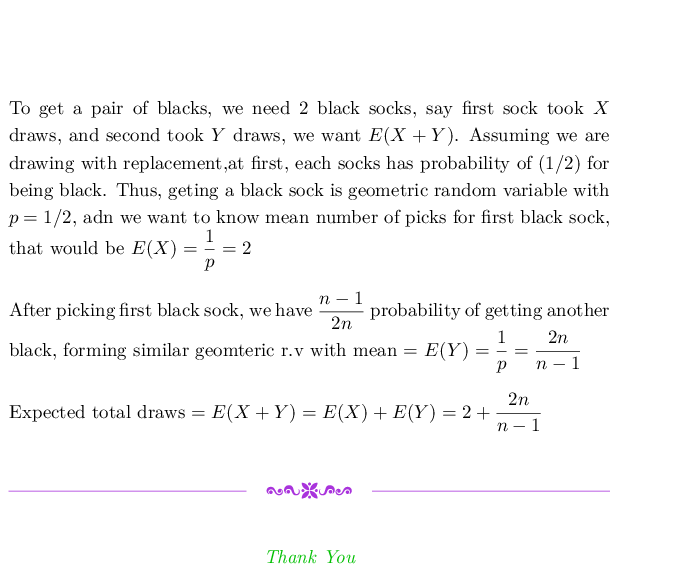 To get a pair of blacks, we need 2 black socks, say first sock took X
draws, and second took Y draws, we want E(X + Y). Assuming we are
drawing with replacement,at first, each socks has probability of (1/2) for
being black. Thus, geting a black sock is geometric random variable with
p = 1/2, adn we want to know mean number of picks for first black sock,
that would be E(X) = 1/p = 2
After picking first black sock, we have (n − 1)/(2n) probability of getting another
black, forming similar geomteric r.v with mean = E(Y) = 1/p = 2n/(n − 1)
Expected total draws = E(X + Y) = E(X) + E(Y) = 2 + 2n/(n − 1)
Thank You